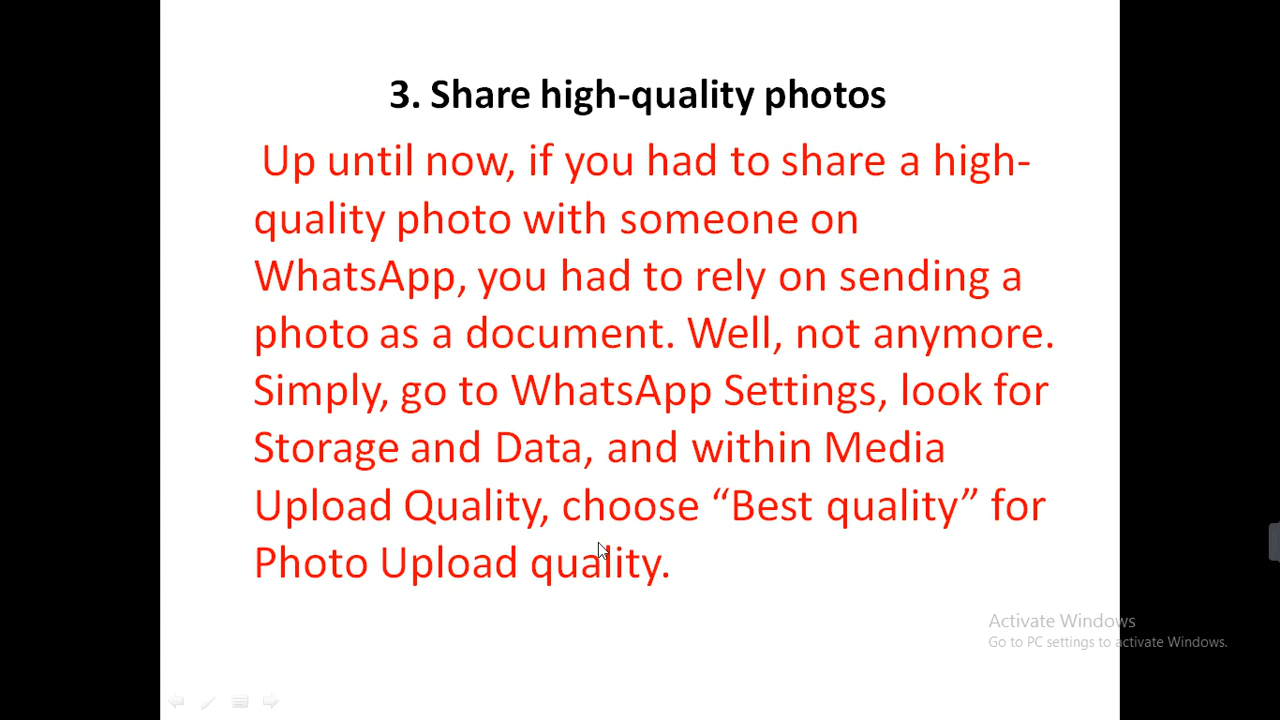 3. Share high-quality photos
Up until now, if you had to share a high-
quality photo with someone on
WhatsApp, you had to rely on sending a
photo as a document. Well, not anymore.
Simply, go to WhatsApp Settings, look for
Storage and Data, and within Media
Upload Quality, choose “Best quality” for
Photo Upload quality.
Activate Windows
Go to PC settings to activate Windows.